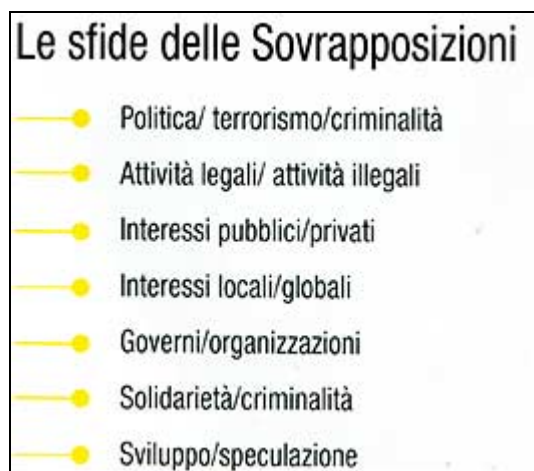 Le sfide delle Sovrapposizioni
Politica/ terrorismo/criminalità
Attività legali/ attività illegali
Interessi pubblici/privati
Interessi locali/globali
Governi/organizzazioni
Solidarietà/criminalità
Sviluppo/speculazione